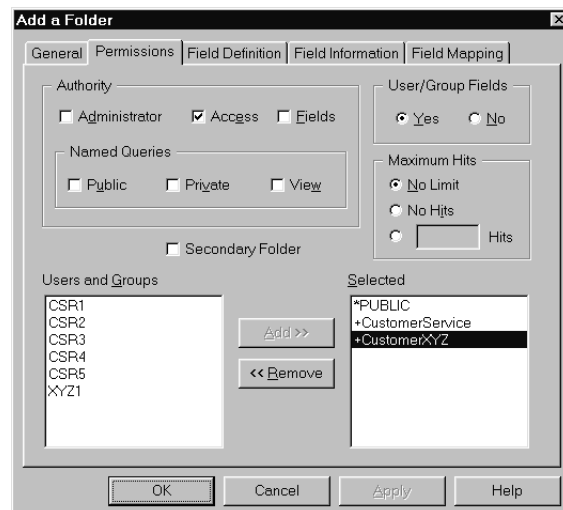 Add a Folder
General Permissions Field Definition Field Information Field Mapping
Authority
Administrator Access Fields
Named Queries
Public Private View
Secondary Folder
User/Group Fields
Yes No
Maximum Hits
No Limit
No Hits
Hits
Users and Groups
CSR1
CSR2
CSR3
CSR4
CSR5
XYZ1
Add >>
<< Remove
Selected
*PUBLIC
+CustomerService
+CustomerXYZ
OK Cancel Apply Help